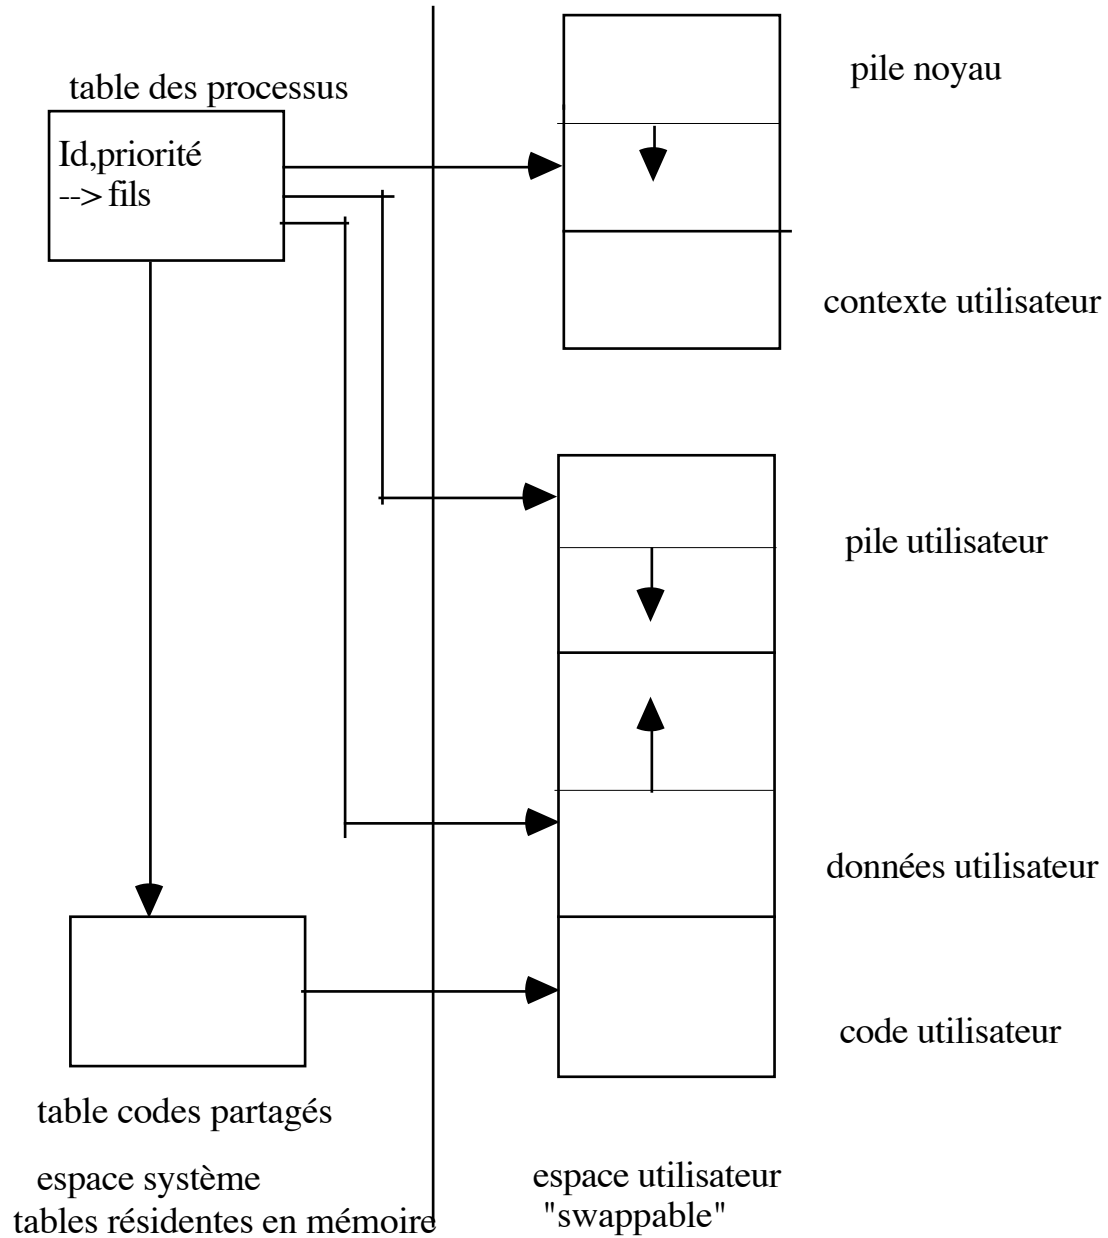 table des processus
Id,priorité
--> fils
pile noyau
contexte utilisateur
pile utilisateur
données utilisateur
code utilisateur
table codes partagés
espace système
tables résidentes en mémoire
espace utilisateur
"swappable"